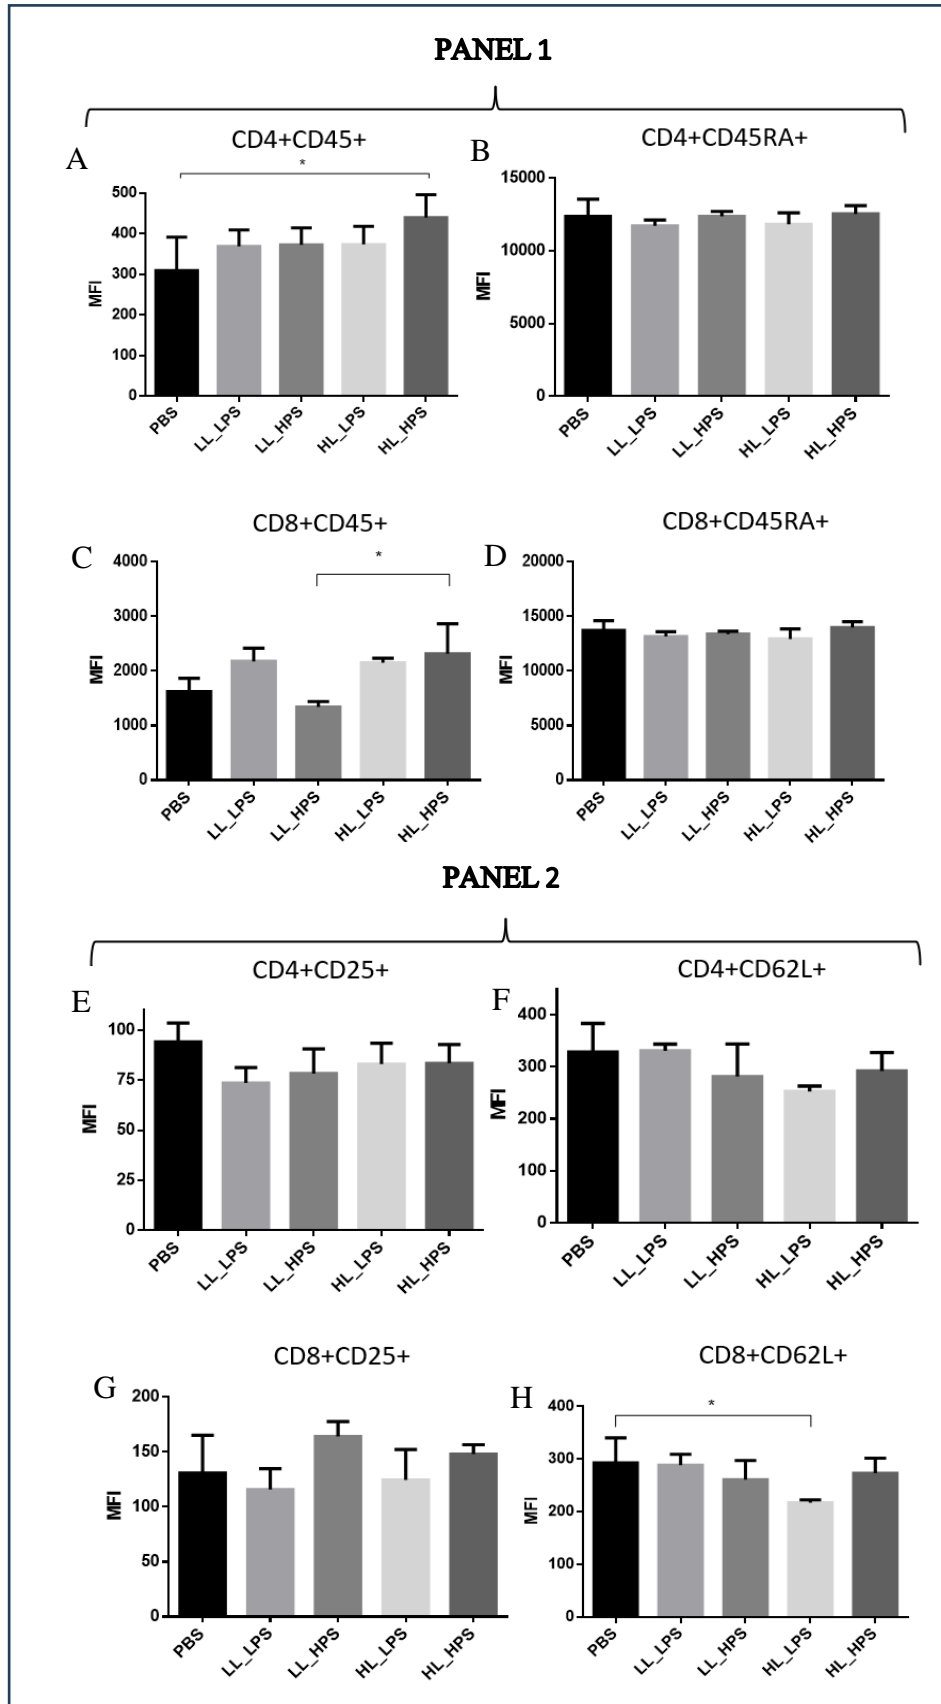 PANEL 1
A
CD4+CD45+
*
MFI
500
400
300
200
100
0
PBS
LL_LPS
LL_HPS
HL_LPS
HL_HPS
B
CD4+CD45RA+
MFI
15000
10000
5000
0
PBS
LL_LPS
LL_HPS
HL_LPS
HL_HPS
C
CD8+CD45+
*
MFI
4000
3000
2000
1000
0
PBS
LL_LPS
LL_HPS
HL_LPS
HL_HPS
D
CD8+CD45RA+
MFI
20000
15000
10000
5000
0
PBS
LL_LPS
LL_HPS
HL_LPS
HL_HPS
PANEL 2
E
CD4+CD25+
MFI
100
75
50
25
0
PBS
LL_LPS
LL_HPS
HL_LPS
HL_HPS
F
CD4+CD62L+
MFI
400
300
200
100
0
PBS
LL_LPS
LL_HPS
HL_LPS
HL_HPS
G
CD8+CD25+
MFI
200
150
100
50
0
PBS
LL_LPS
LL_HPS
HL_LPS
HL_HPS
H
CD8+CD62L+
*
MFI
400
300
200
100
0
PBS
LL_LPS
LL_HPS
HL_LPS
HL_HPS